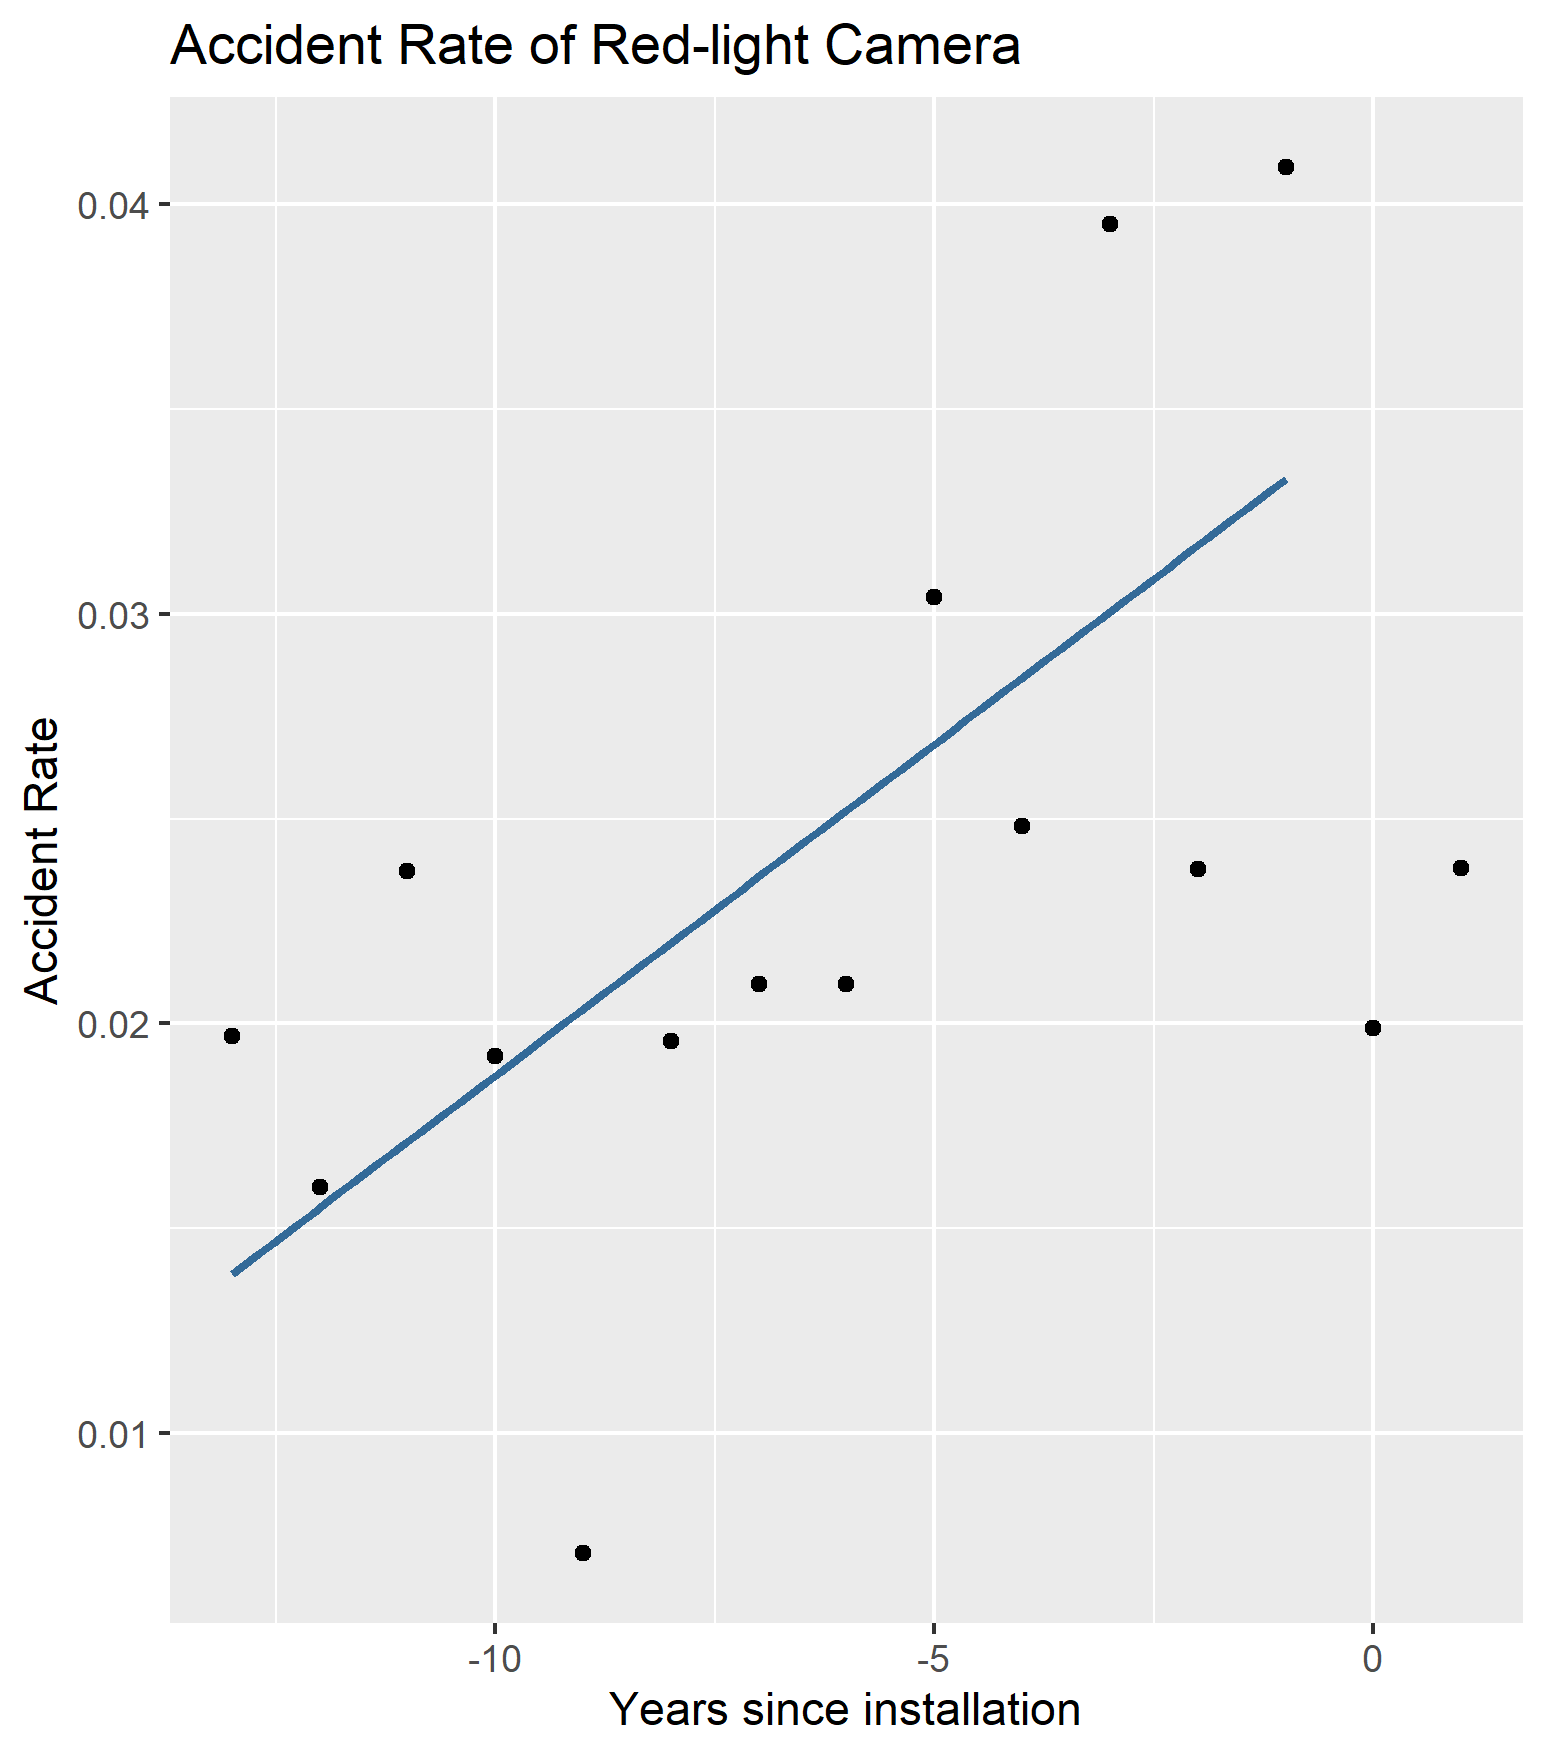 Accident Rate of Red-light Camera
0.04
0.03
0.02
0.01
Accident Rate
-10
-5
0
Years since installation